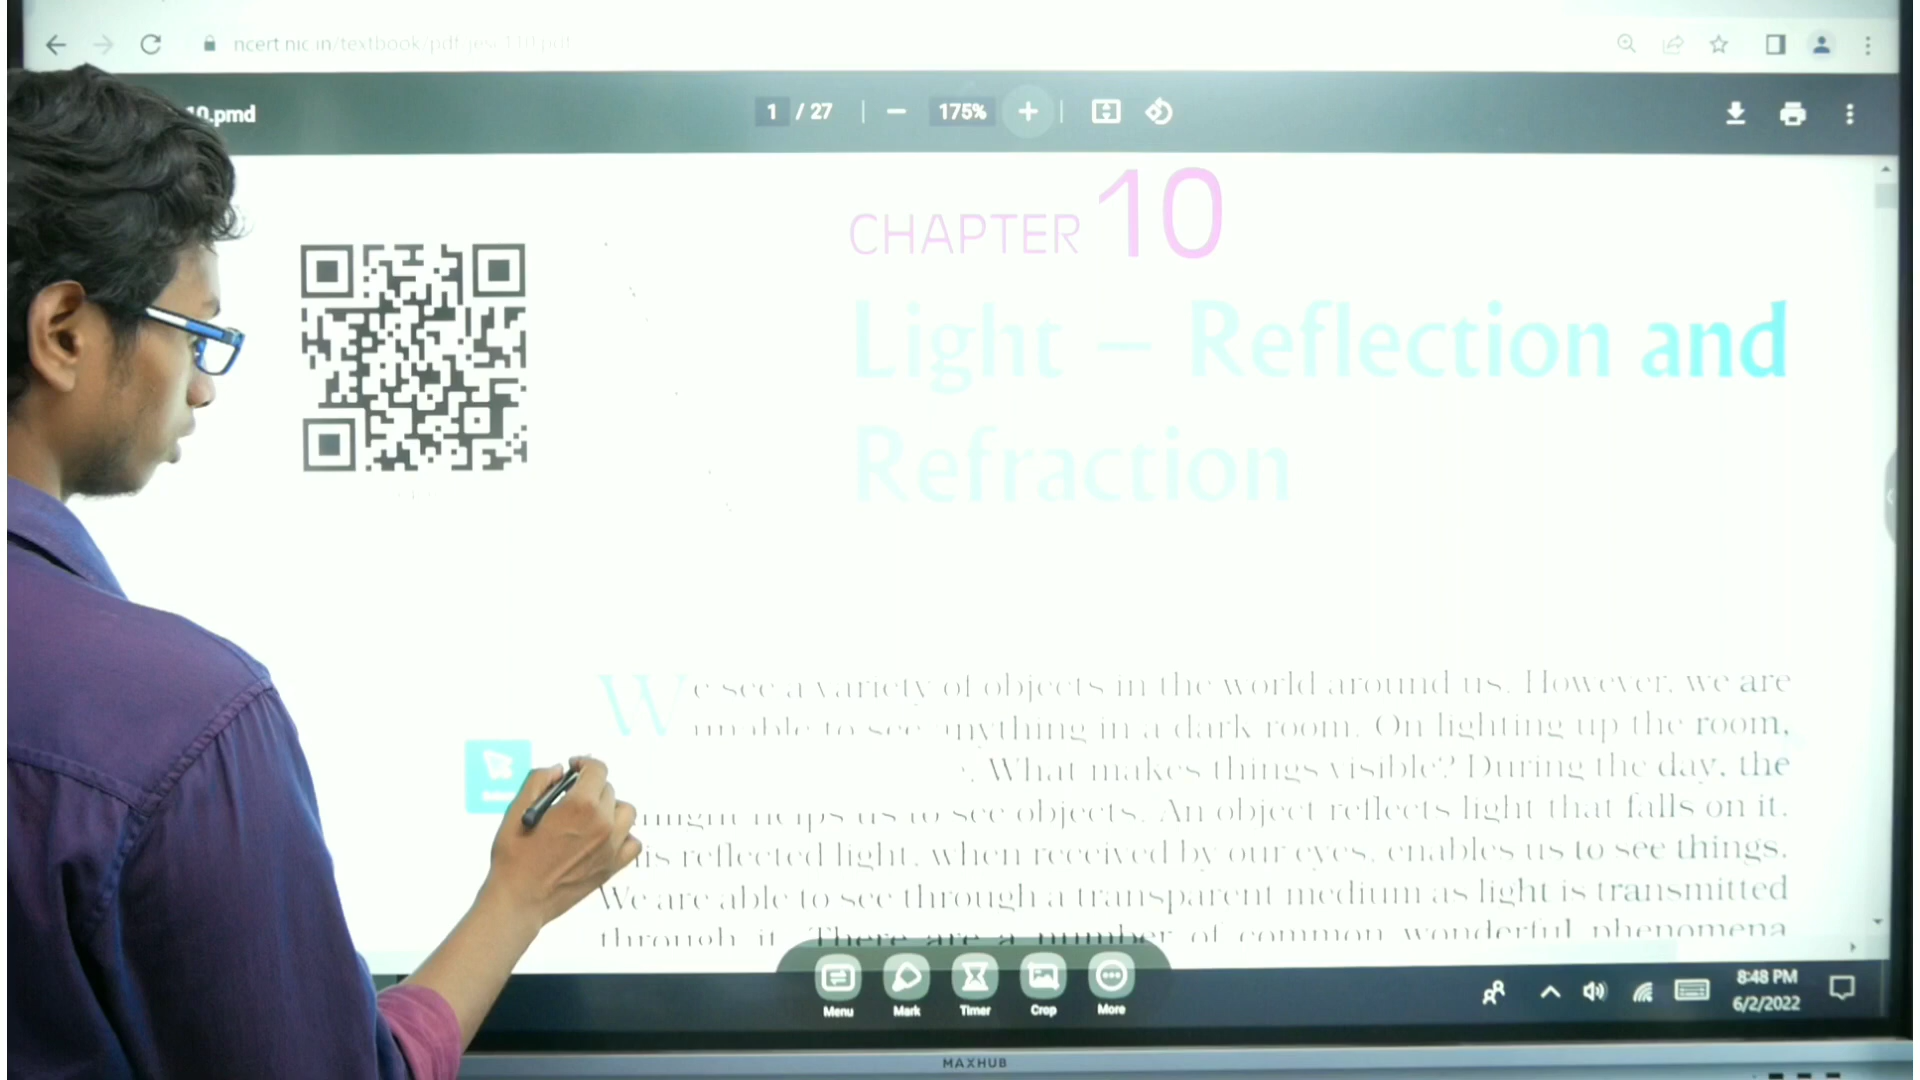 ncert.nic.in/textbook/pdf/jesc110.pdf
10.pmd
1 / 27
175%
CHAPTER 10
Light – Reflection and
Refraction
We see a variety of objects in the world around us. However, we are
unable to see anything in a dark room. On lighting up the room,
What makes things visible? During the day, the
helps us to see objects. An object reflects light that falls on it.
reflected light, when received by our eyes, enables us to see things.
We are able to see through a transparent medium as light is transmitted
through it. There are a number of common wonderful phenomena
Menu
Mark
Timer
Crop
More
8:48 PM
6/2/2022
MAXHUB